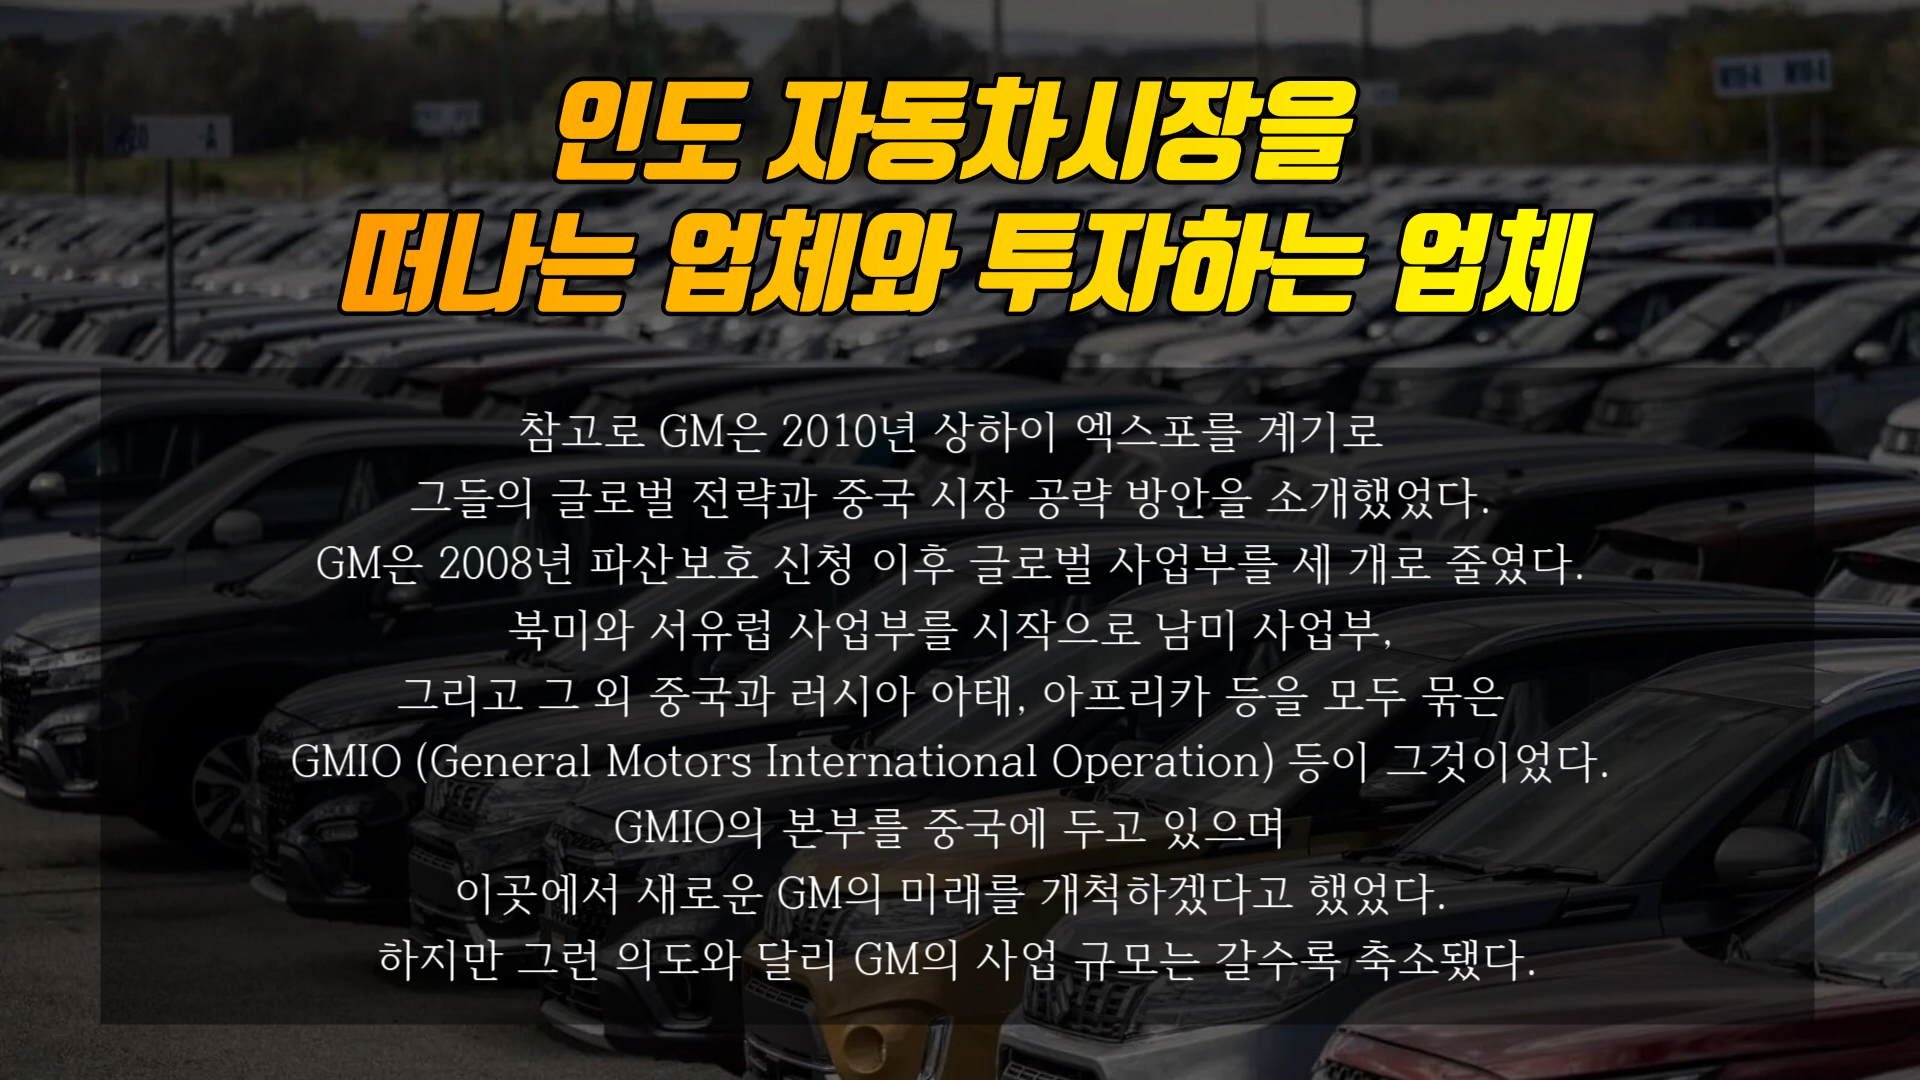 인도 자동차시장을
떠나는 업체와 투자하는 업체
참고로 GM은 2010년 상하이 엑스포를 계기로
그들의 글로벌 전략과 중국 시장 공략 방안을 소개했었다.
GM은 2008년 파산보호 신청 이후 글로벌 사업부를 세 개로 줄였다.
북미와 서유럽 사업부를 시작으로 남미 사업부,
그리고 그 외 중국과 러시아 아태, 아프리카 등을 모두 묶은
GMIO (General Motors International Operation) 등이 그것이었다.
GMIO의 본부를 중국에 두고 있으며
이곳에서 새로운 GM의 미래를 개척하겠다고 했었다.
하지만 그런 의도와 달리 GM의 사업 규모는 갈수록 축소됐다.